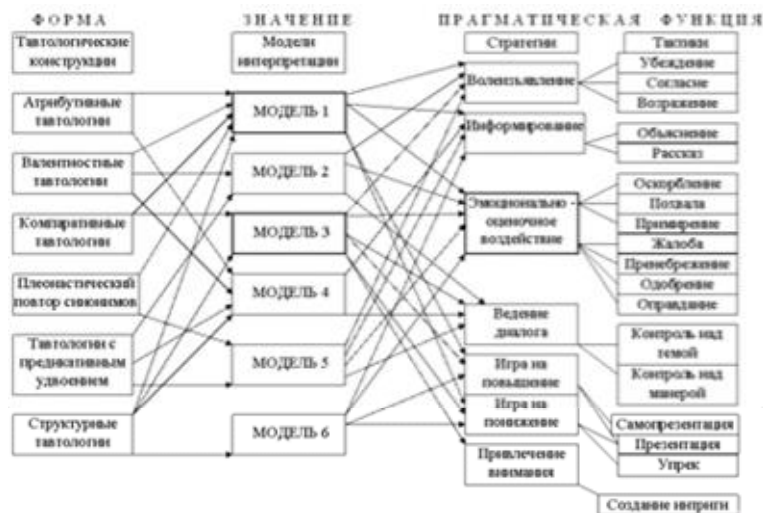 ФОРМА
ЗНАЧЕНИЕ
ПРАГМАТИЧЕСКАЯ ФУНКЦИЯ
Тавтологические
конструкции
Модели
интерпретации
Стратегии
Тактики
Атрибутивные
тавтологии
Валентностные
тавтологии
Компаративные
тавтологии
Плеонастический
повтор синонимов
Тавтологии с
предикативным
удвоением
Структурные
тавтологии
МОДЕЛЬ 1
МОДЕЛЬ 2
МОДЕЛЬ 3
МОДЕЛЬ 4
МОДЕЛЬ 5
МОДЕЛЬ 6
Волеизъявление
Информирование
Эмоционально -
оценочное
воздействие
Ведение
диалога
Игра на
повышение
Игра на
понижение
Привлечение
внимания
Убеждение
Согласие
Возражение
Объяснение
Рассказ
Оскорбление
Похвала
Примирение
Жалоба
Пренебрежение
Одобрение
Оправдание
Контроль над
темой
Контроль над
манерой
Самопрезентация
Презентация
Упрек
Создание интриги